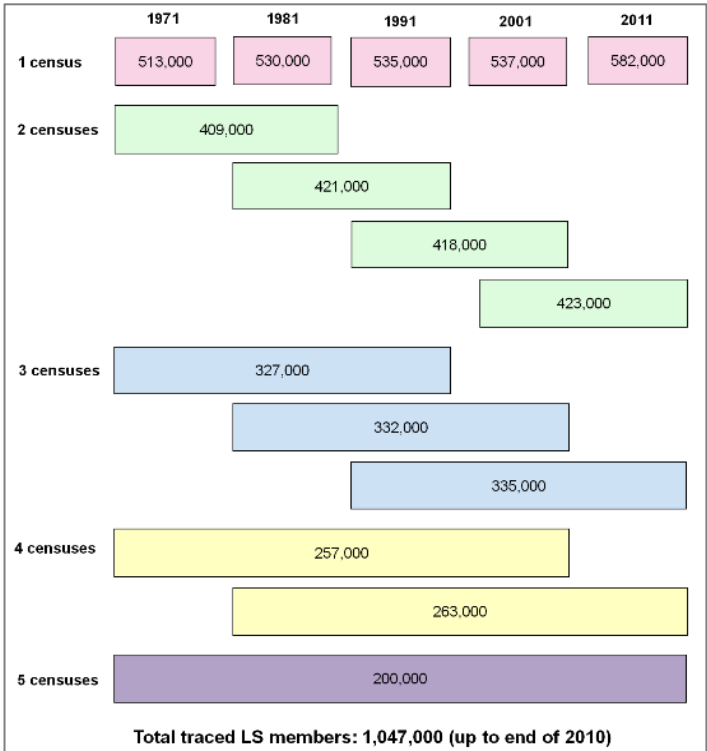 1971 1981 1991 2001 2011
1 census 513,000 530,000 535,000 537,000 582,000
2 censuses 409,000
421,000
418,000
423,000
3 censuses 327,000
332,000
335,000
4 censuses 257,000
263,000
5 censuses 200,000
Total traced LS members: 1,047,000 (up to end of 2010)